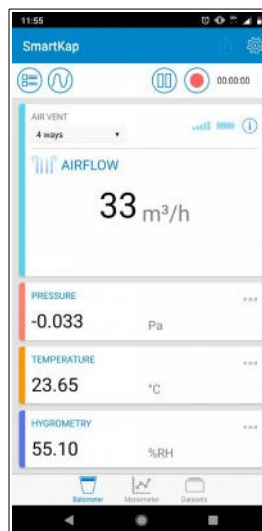 11:55
SmartKap
00:00:00
AIR VENT
4 ways
AIRFLOW
33 m³/h
PRESSURE
-0.033 Pa
TEMPERATURE
23.65 °C
HYGROMETRY
55.10 %RH
Balometer Manometer Datasets